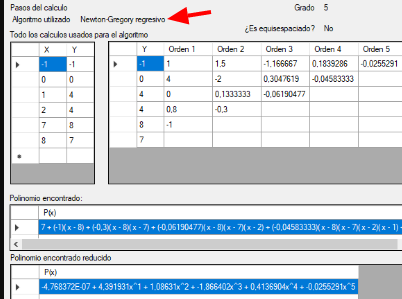 Pasos del calculo
Grado 5
Algoritmo utilizado Newton-Gregory regresivo
¿Es equiespaciado? No
Todo los calculos usados para el algoritmo
X Y
-1 -1
0 0
1 4
2 4
7 8
8 7
Y Orden 1 Orden 2 Orden 3 Orden 4 Orden 5
-1 1 1.5 -1,166667 0,1839286 -0,0255291
0 4 -2 0,3047619 -0,04583333
4 0 0,1333333 -0,06190477
4 0,8 -0,3
8 -1
7
Polinomio encontrado:
P(x)
7 + (-1)(x - 8) + (-0,3)(x - 8)(x - 7) + (-0,06190477)(x - 8)(x - 7)(x - 2) + (-0,04583333)(x - 8)(x - 7)(x - 2)(x - 1) +
Polinomio encontrado reducido
P(x)
-4,768372E-07 + 4,391931x^1 + 1,08631x^2 + -1,866402x^3 + 0,4136904x^4 + -0,0255291x^5